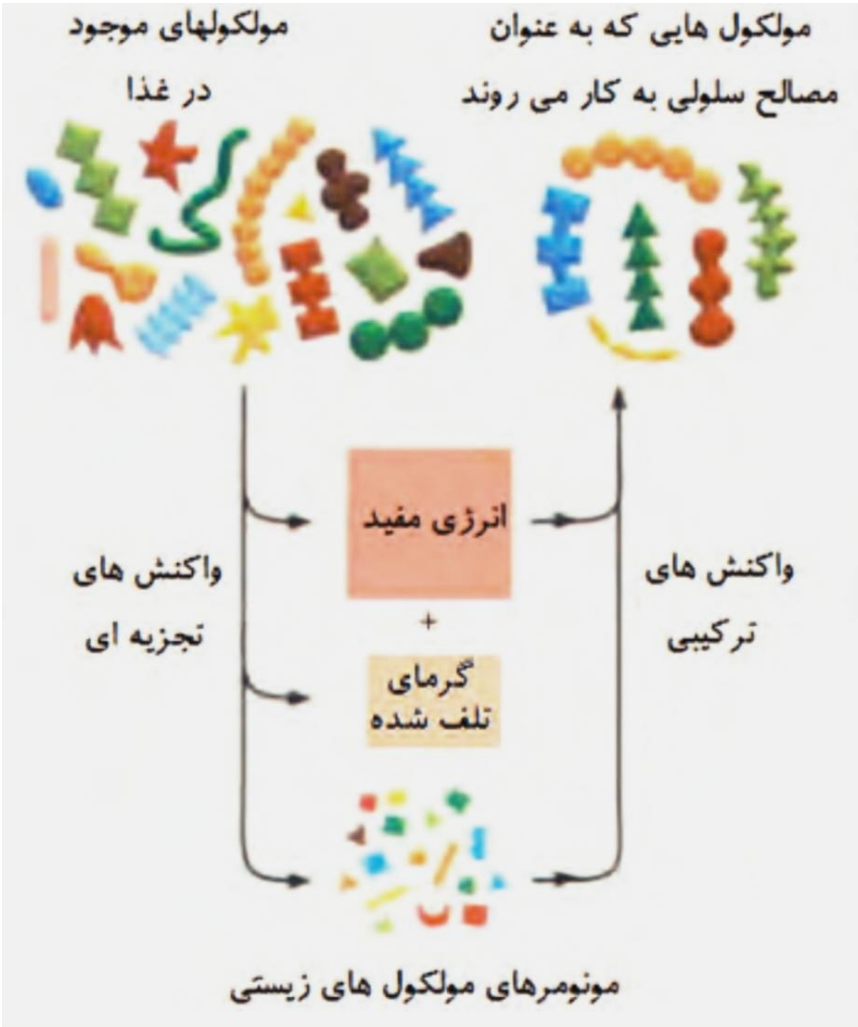 مولکول هایی که به عنوان
مصالح سلولی به کار می روند
مولکولهای موجود
در غذا
انرژی مفید
+
گرمای
تلف شده
واکنش های
ترکیبی
واکنش های
تجزیه ای
مونومرهای مولکول های زیستی